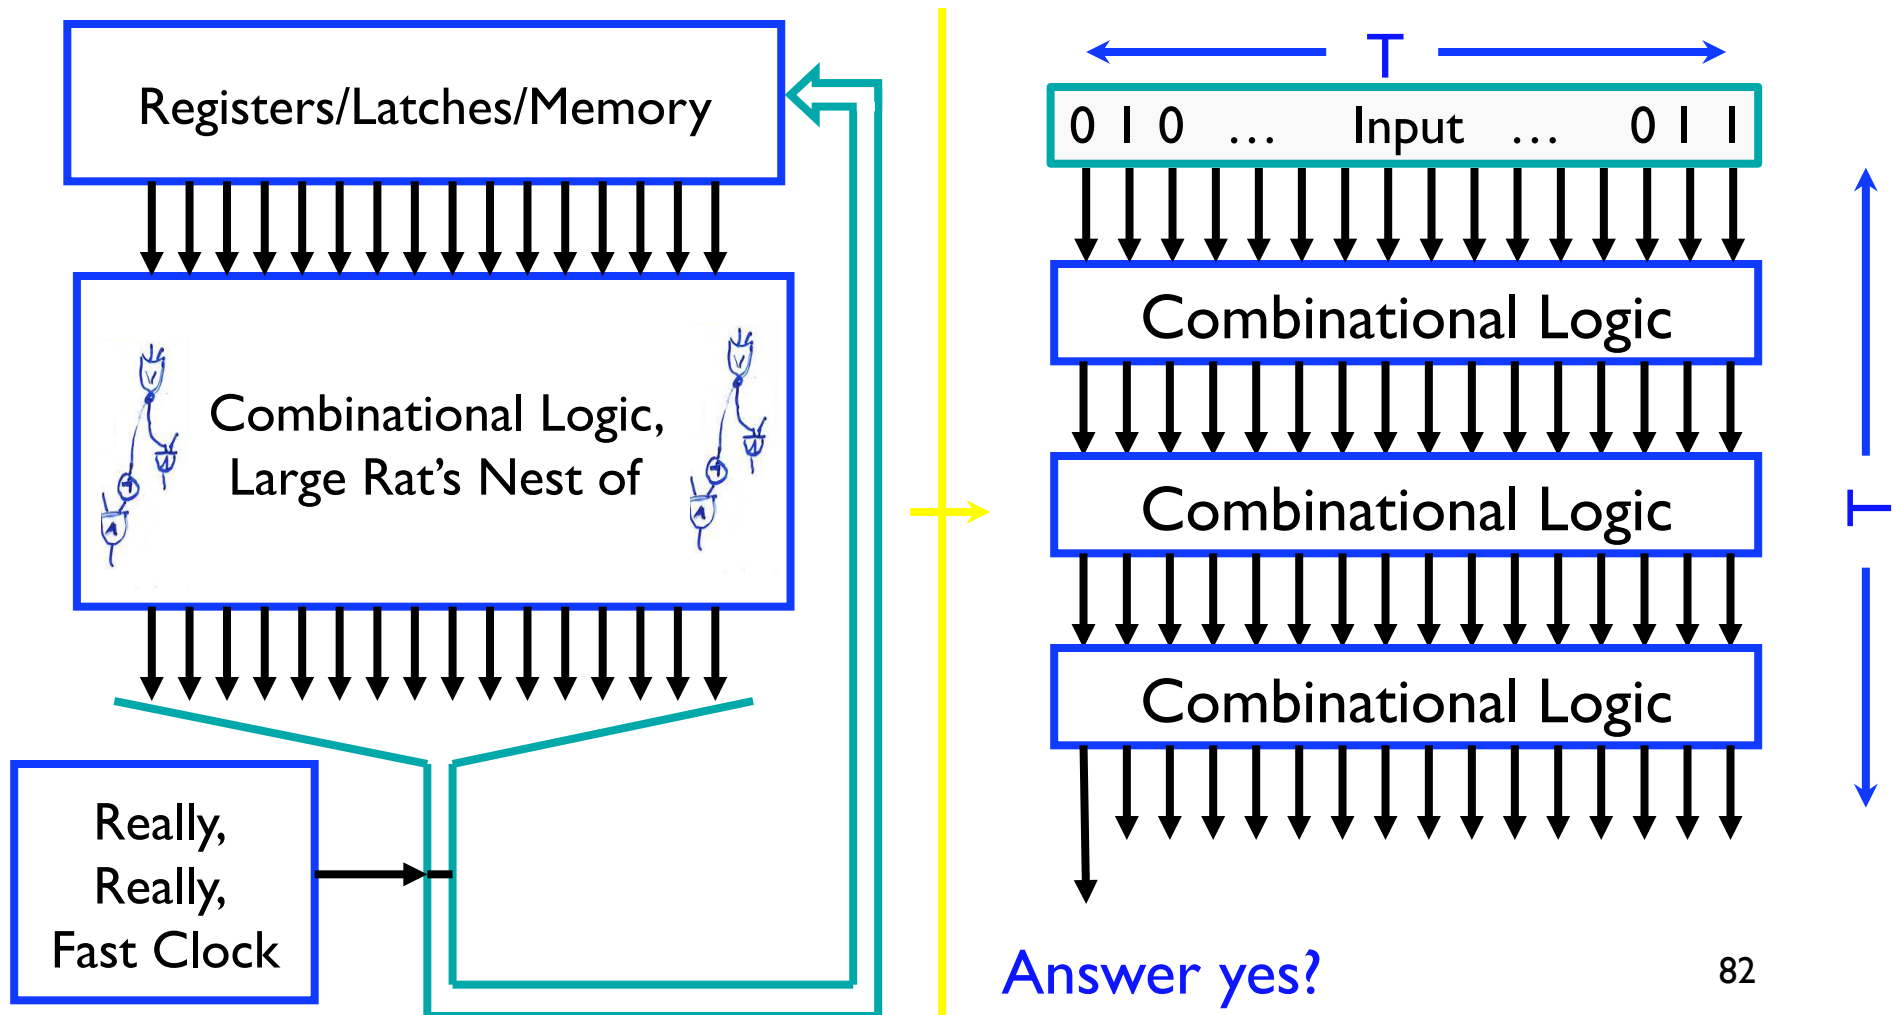 Registers/Latches/Memory
Combinational Logic,
Large Rat's Nest of
Really,
Really,
Fast Clock
T
0 1 0 … Input … 0 1 1
Combinational Logic
Combinational Logic
Combinational Logic
T
Answer yes?
82